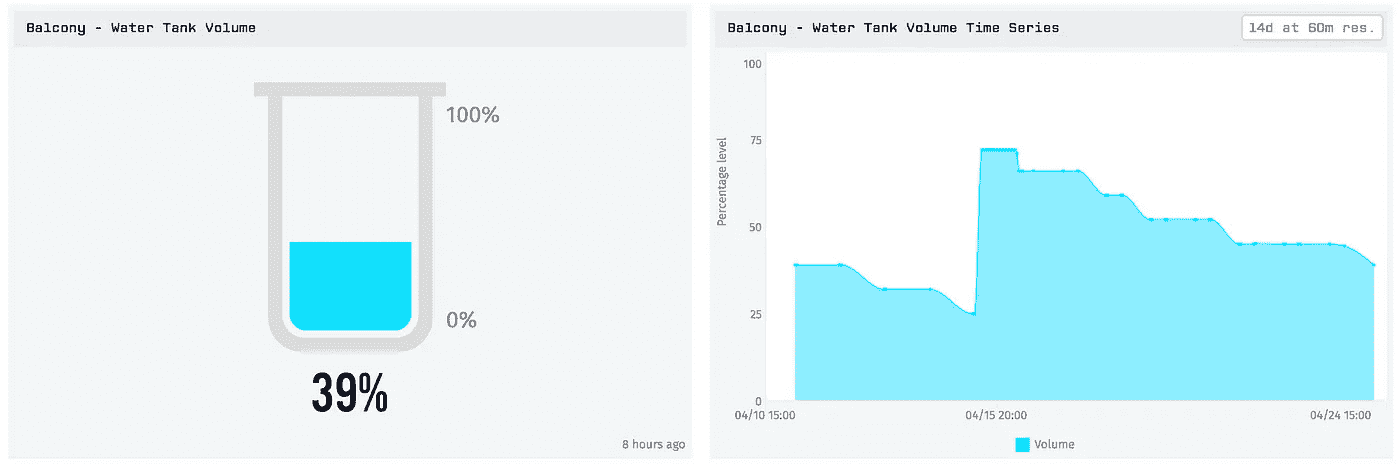 Balcony - Water Tank Volume
100%
0%
39%
8 hours ago
Balcony - Water Tank Volume Time Series
14d at 60m res.
Percentage level
100
75
50
25
0
04/10 15:00
04/15 20:00
04/24 15:00
Volume